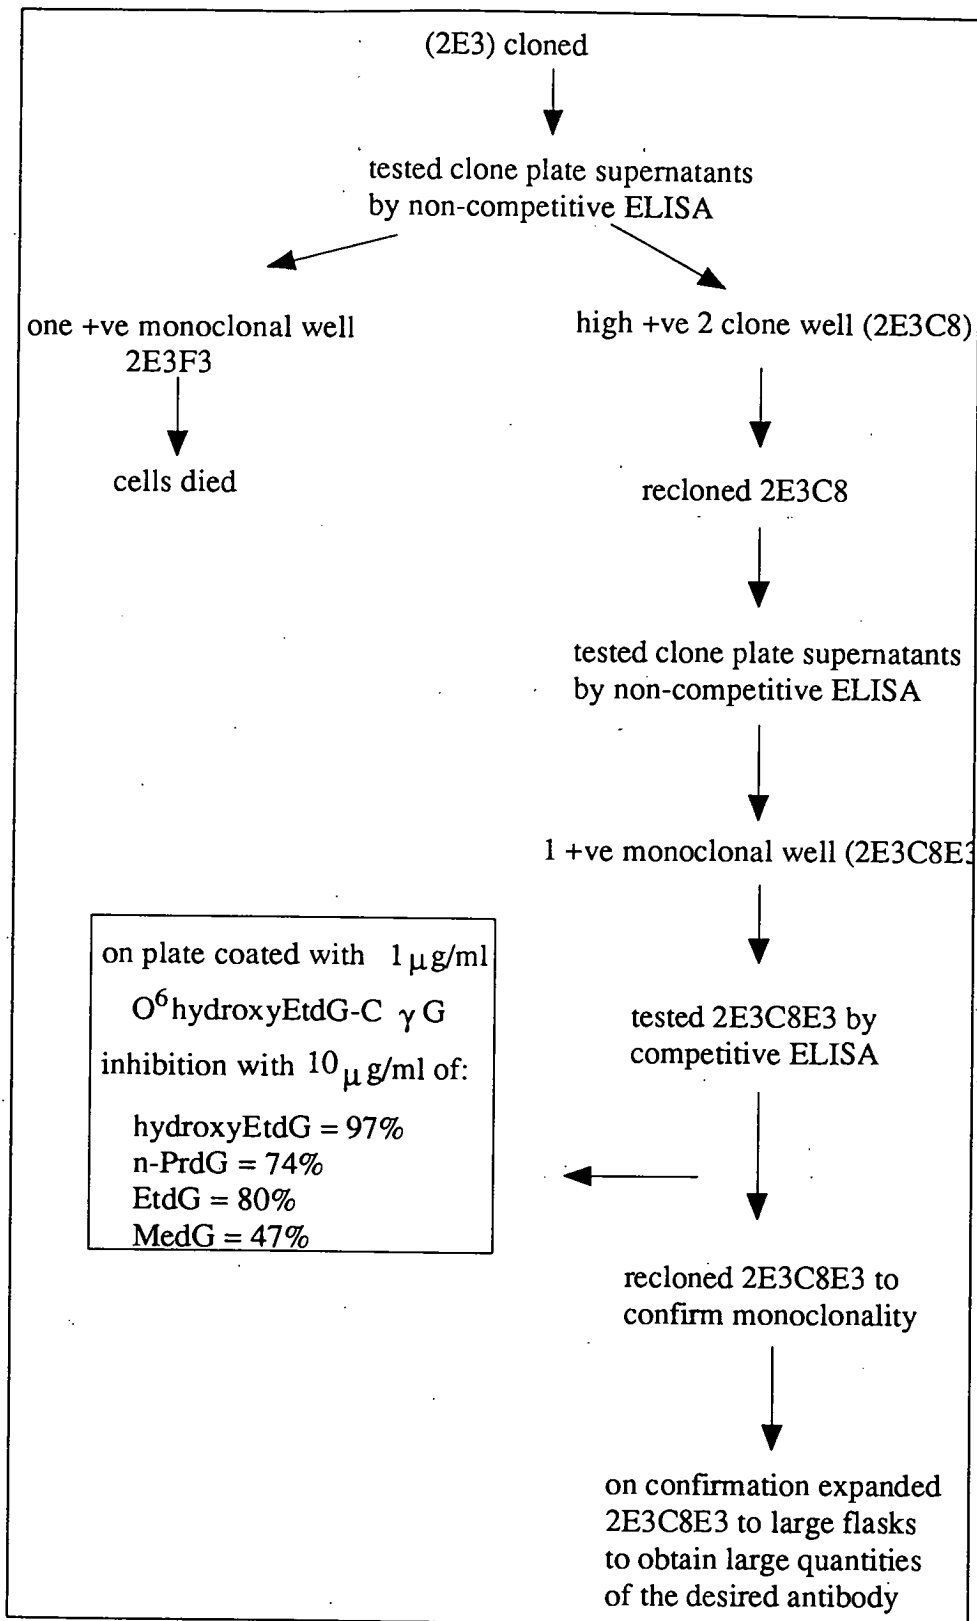 (2E3) cloned
tested clone plate supernatants
by non-competitive ELISA
one +ve monoclonal well
2E3F3
high +ve 2 clone well (2E3C8)
cells died
recloned 2E3C8
tested clone plate supernatants
by non-competitive ELISA
1 +ve monoclonal well (2E3C8E3
on plate coated with 1 μg/ml
O⁶hydroxyEtdG-C γ G
inhibition with 10 μg/ml of:
hydroxyEtdG = 97%
n-PrdG = 74%
EtdG = 80%
MedG = 47%
tested 2E3C8E3 by
competitive ELISA
recloned 2E3C8E3 to
confirm monoclonality
on confirmation expanded
2E3C8E3 to large flasks
to obtain large quantities
of the desired antibody